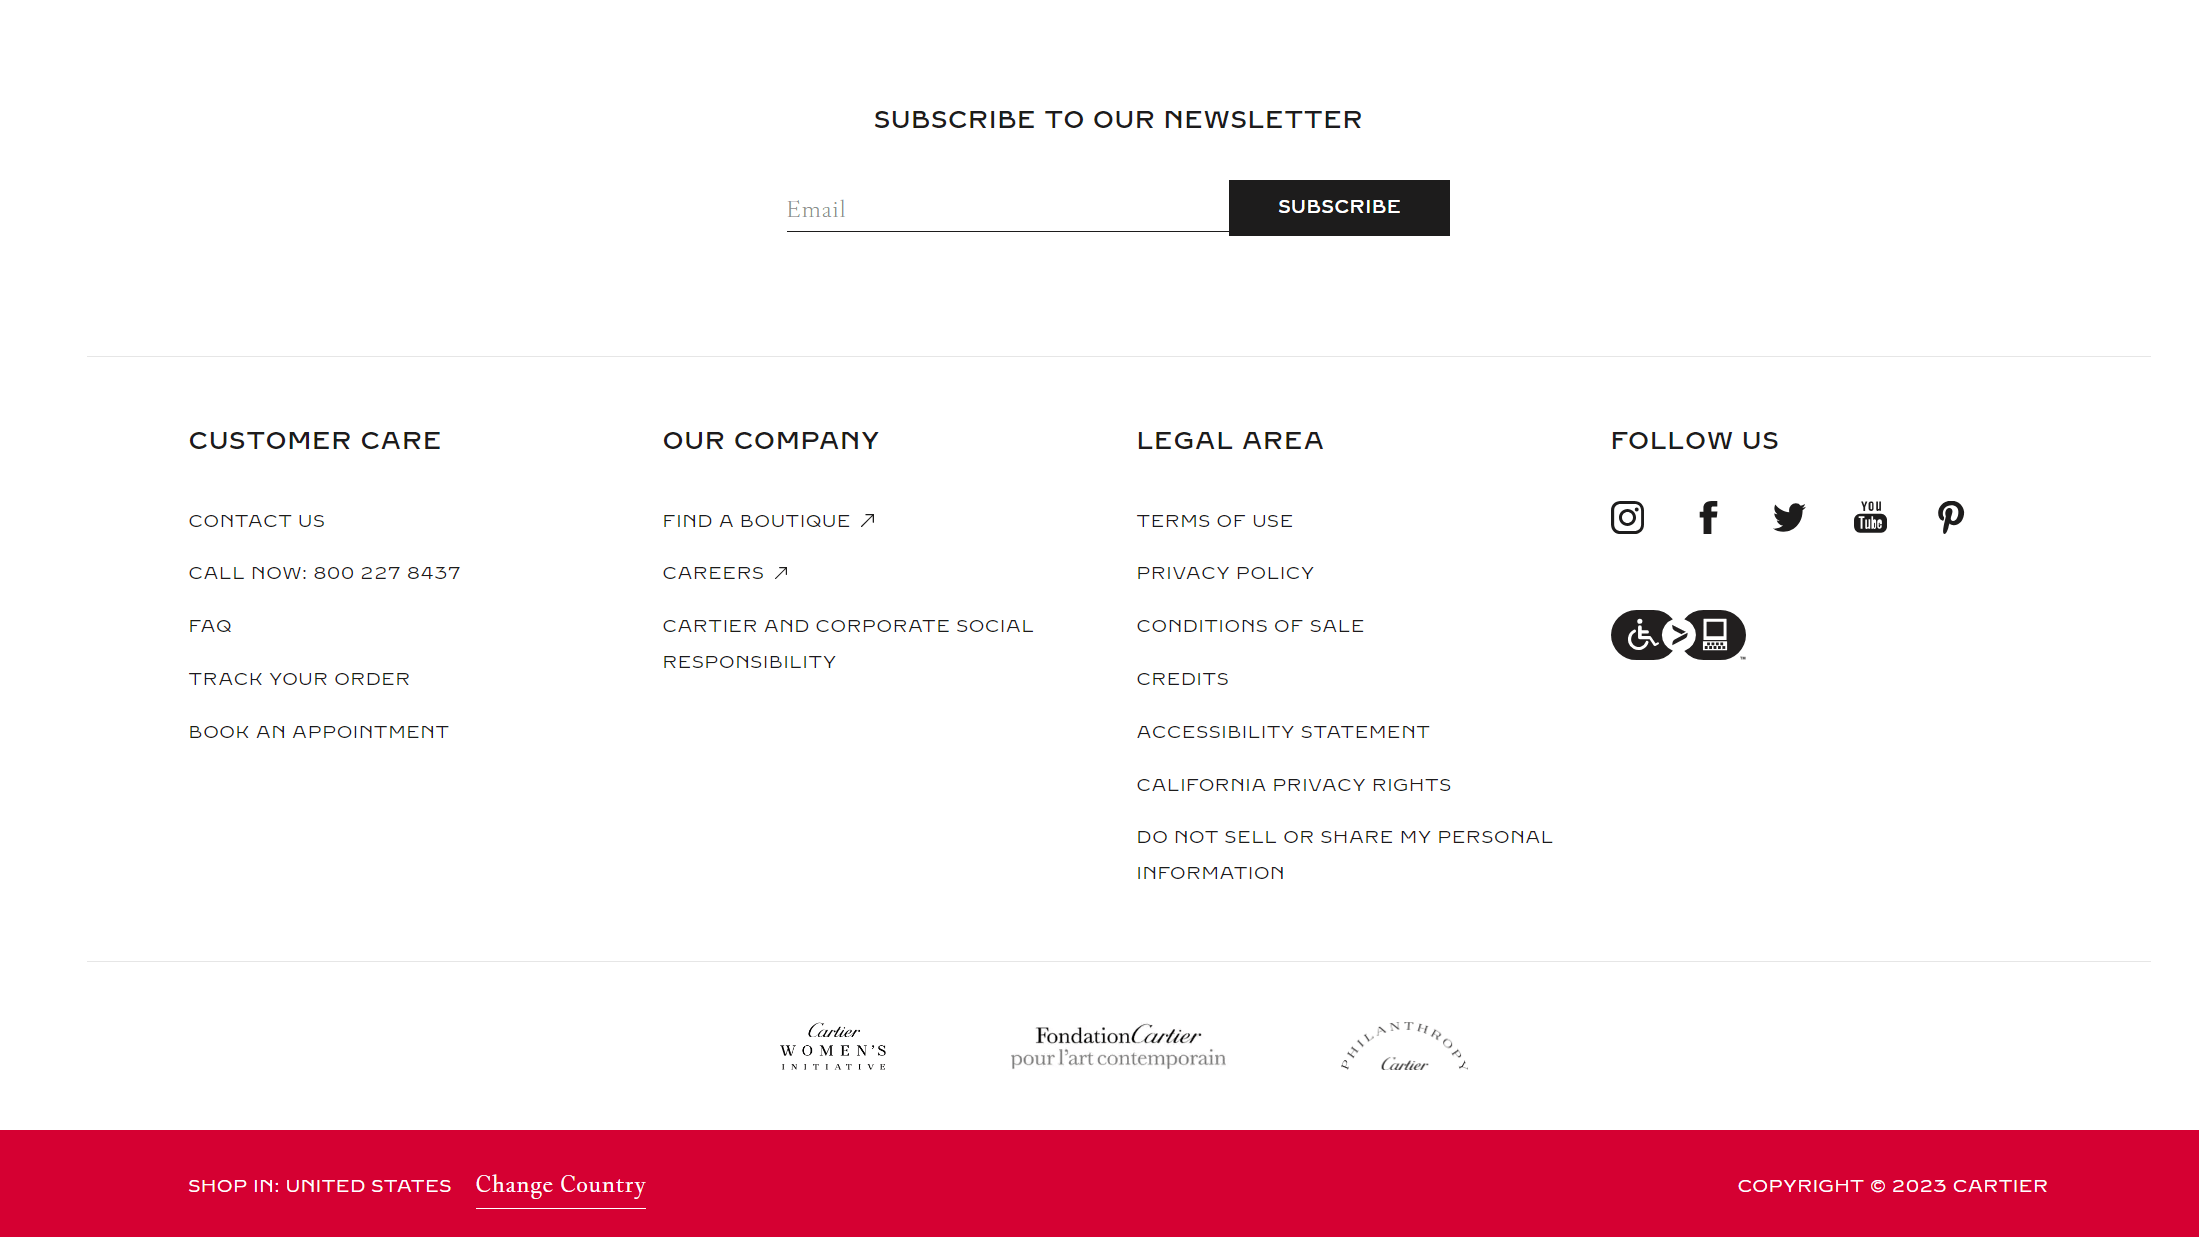 SUBSCRIBE TO OUR NEWSLETTER
Email
SUBSCRIBE
CUSTOMER CARE
CONTACT US
CALL NOW: 800 227 8437
FAQ
TRACK YOUR ORDER
BOOK AN APPOINTMENT
OUR COMPANY
FIND A BOUTIQUE
CAREERS
CARTIER AND CORPORATE SOCIAL
RESPONSIBILITY
LEGAL AREA
TERMS OF USE
PRIVACY POLICY
CONDITIONS OF SALE
CREDITS
ACCESSIBILITY STATEMENT
CALIFORNIA PRIVACY RIGHTS
DO NOT SELL OR SHARE MY PERSONAL
INFORMATION
FOLLOW US
YOU
Tube
™
Cartier
WOMEN'S
INITIATIVE
FondationCartier
pour l'art contemporain
PHILANTHROPY
Cartier
SHOP IN: UNITED STATES Change Country
COPYRIGHT © 2023 CARTIER